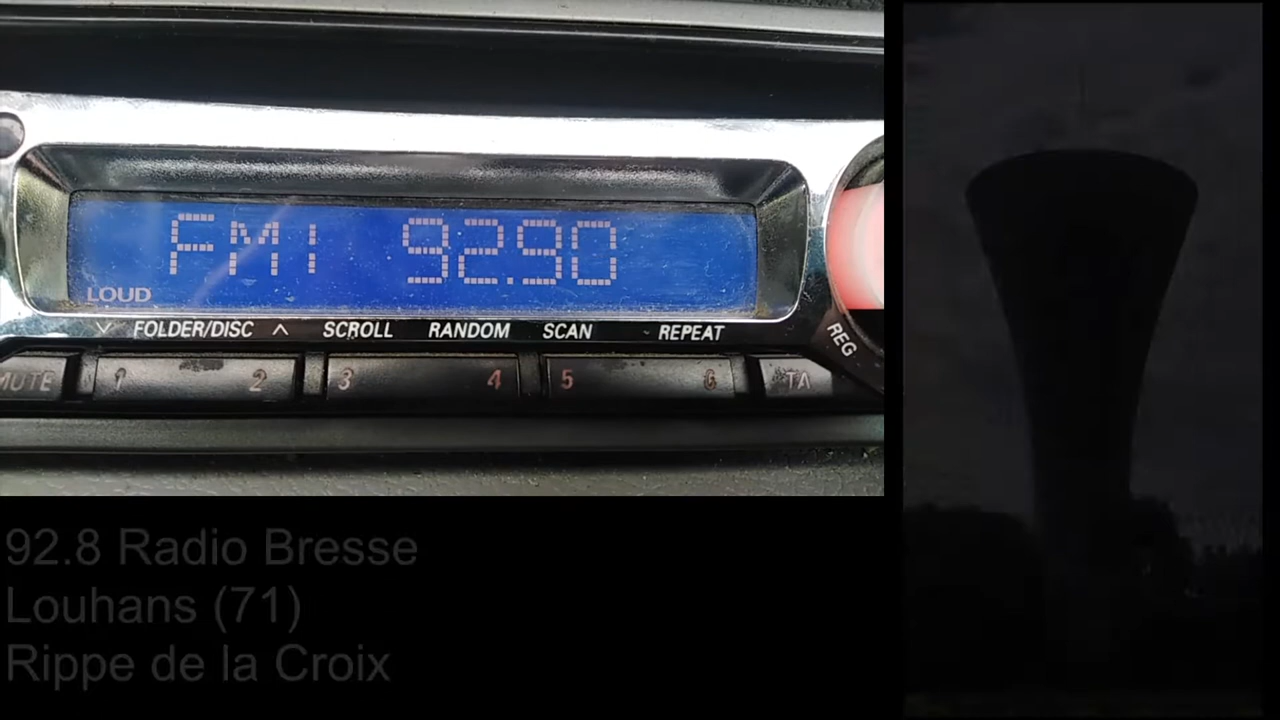 FM1 92.90
LOUD
FOLDER/DISC SCROLL RANDOM SCAN REPEAT
REG
MUTE 1 2 3 4 5 6 TA
92.8 Radio Bresse
Louhans (71)
Rippe de la Croix